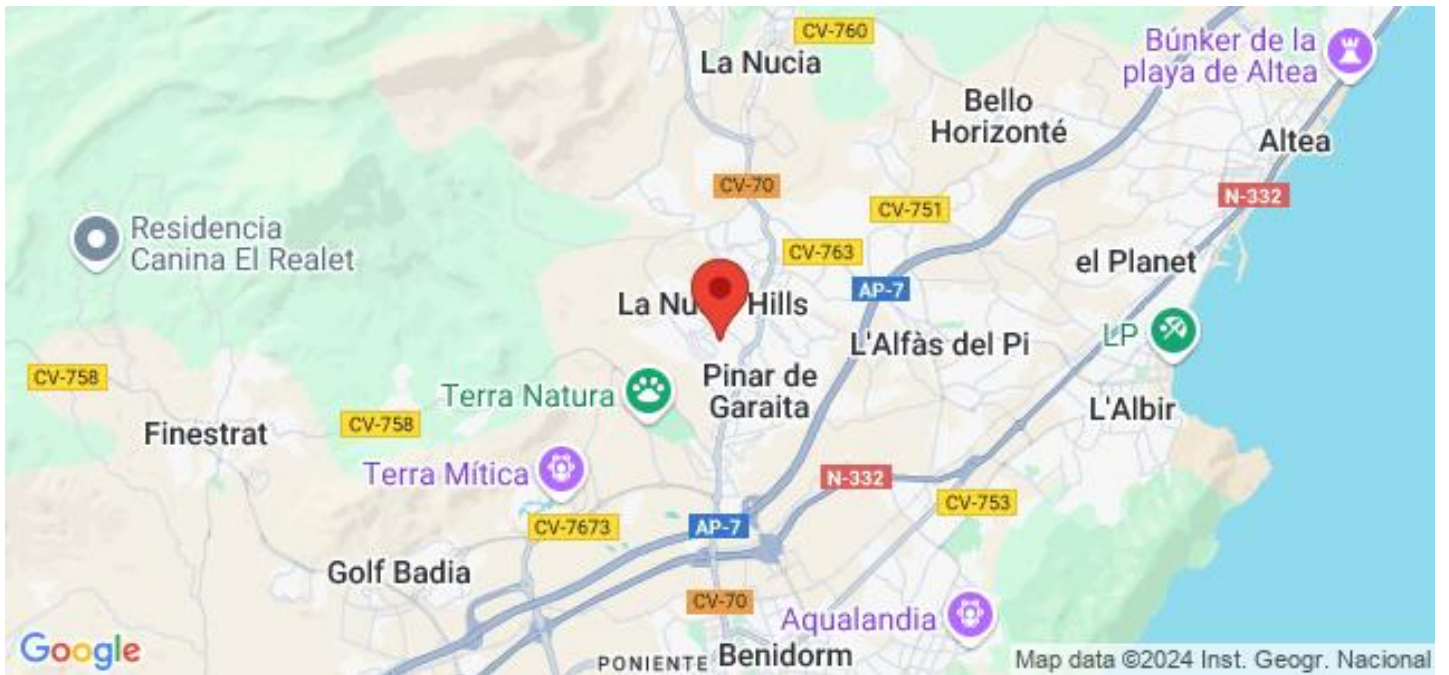 CV-760
La Nucia
Búnker de la
playa de Altea
Bello
Horizonté
Altea
CV-70
N-332
CV-751
Residencia
Canina El Realet
CV-763
el Planet
AP-7
La Nu Hills
LP
L'Alfàs del Pi
CV-758
Terra Natura
Pinar de
Garaita
L'Albir
Finestrat
CV-758
Terra Mítica
N-332
CV-753
CV-7673
AP-7
Golf Badia
CV-70
Aqualandia
Google
PONIENTE
Benidorm
Map data ©2024 Inst. Geogr. Nacional